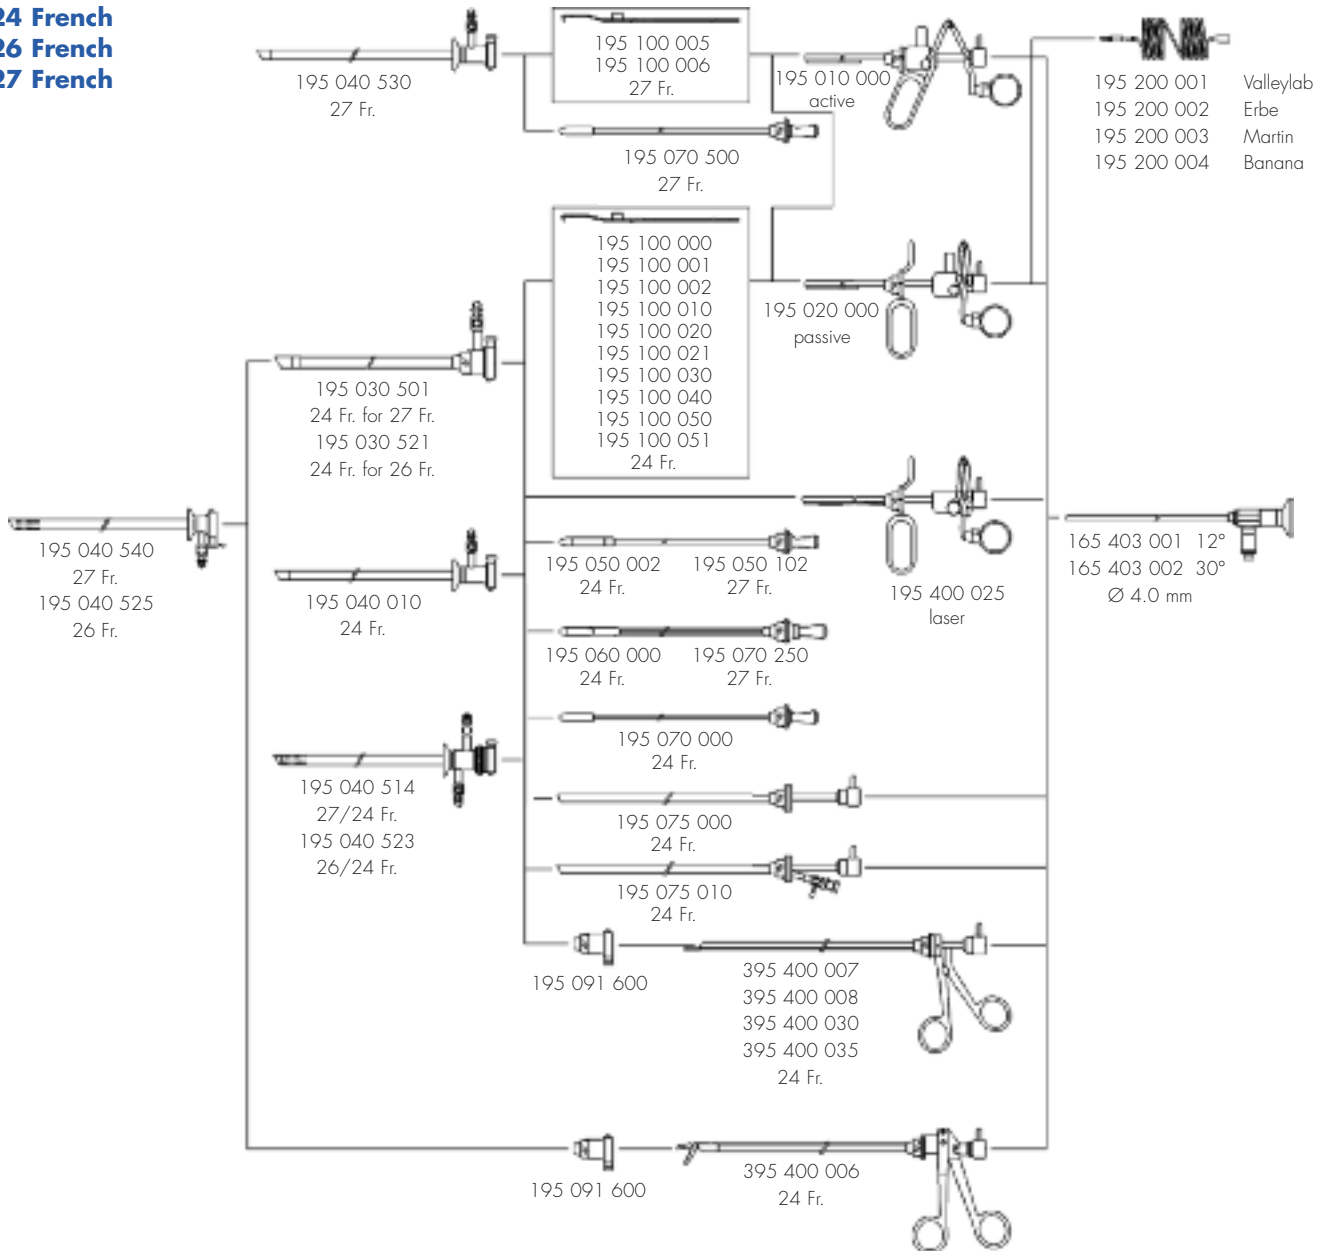 24 French
26 French
27 French
195 040 530
27 Fr.
195 100 005
195 100 006
27 Fr.
195 070 500
27 Fr.
195 010 000
active
195 200 001 Valleylab
195 200 002 Erbe
195 200 003 Martin
195 200 004 Banana
195 100 000
195 100 001
195 100 002
195 100 010
195 100 020
195 100 021
195 100 030
195 100 040
195 100 050
195 100 051
24 Fr.
195 020 000
passive
195 030 501
24 Fr. for 27 Fr.
195 030 521
24 Fr. for 26 Fr.
195 040 540
27 Fr.
195 040 525
26 Fr.
195 040 010
24 Fr.
195 050 002
24 Fr.
195 050 102
27 Fr.
195 400 025
laser
165 403 001 12°
165 403 002 30°
Ø 4.0 mm
195 060 000
24 Fr.
195 070 250
27 Fr.
195 070 000
24 Fr.
195 040 514
27/24 Fr.
195 040 523
26/24 Fr.
195 075 000
24 Fr.
195 075 010
24 Fr.
195 091 600
395 400 007
395 400 008
395 400 030
395 400 035
24 Fr.
195 091 600
395 400 006
24 Fr.